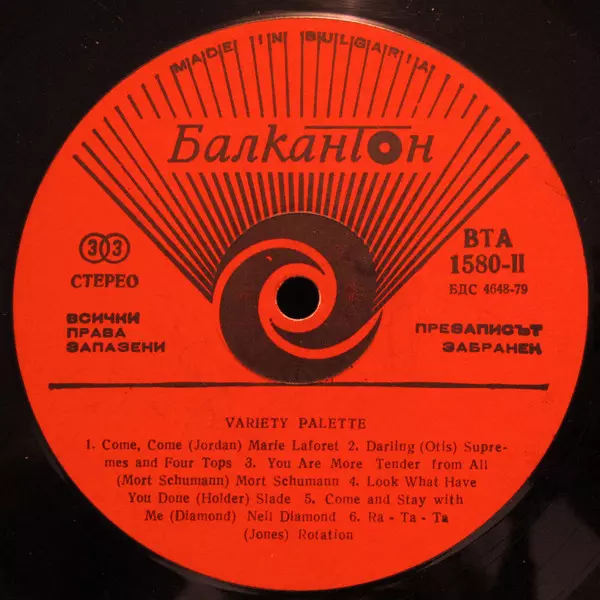 MADE IN BULGARIA
Балкантон
33
СТЕРЕО
ВТА
1580-II
БДС 4648-79
ВСИЧКИ
ПРАВА
ЗАПАЗЕНИ
ПРЕЗАПИСЪТ
ЗАБРАНЕН
VARIETY PALETTE
1. Come, Come (Jordan) Marie Laforet 2. Darling (Otis) Supre-
mes and Four Tops 3. You Are More Tender from All
(Mort Schumann) Mort Schumann 4. Look What Have
You Done (Holder) Slade 5. Come and Stay with
Me (Diamond) Neil Diamond 6. Ra - Ta - Ta
(Jones) Rotation